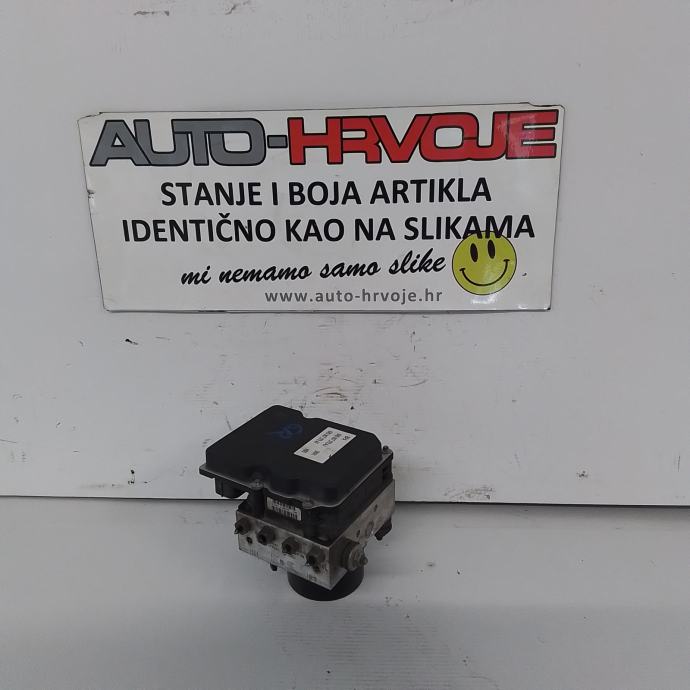 AUTO-HRVOJE
STANJE I BOJA ARTIKLA
IDENTIČNO KAO NA SLIKAMA
mi nemamo samo slike
www.auto-hrvoje.hr